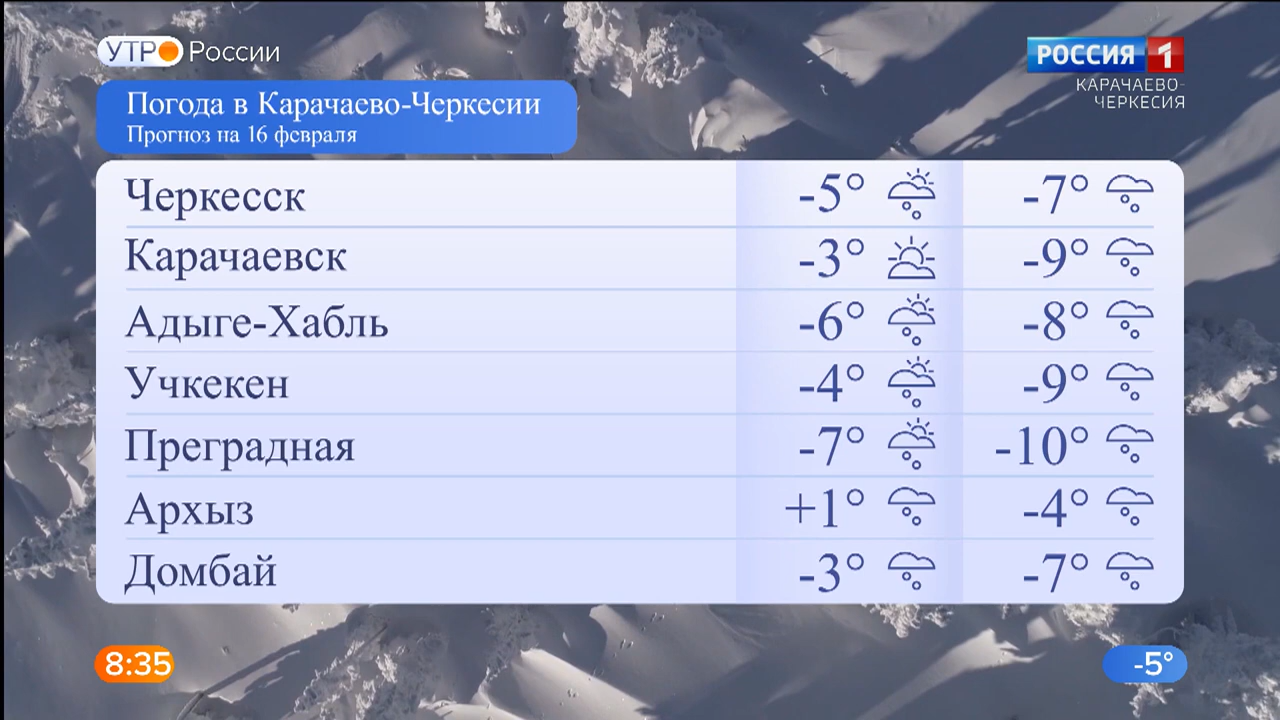 УТРО России
РОССИЯ 1
КАРАЧАЕВО-
ЧЕРКЕСИЯ
Погода в Карачаево-Черкесии
Прогноз на 16 февраля
Черкесск -5° -7°
Карачаевск -3° -9°
Адыге-Хабль -6° -8°
Учкекен -4° -9°
Преградная -7° -10°
Архыз +1° -4°
Домбай -3° -7°
8:35 -5°